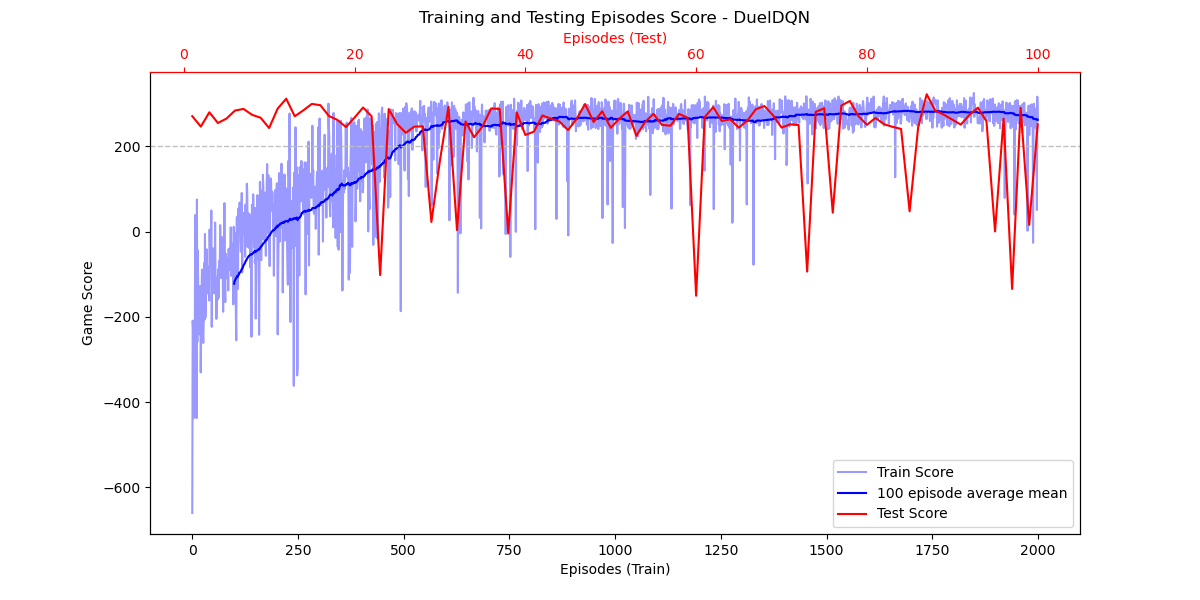 Training and Testing Episodes Score - DuelDQN
Episodes (Test)
0 20 40 60 80 100
Game Score
200
0
−200
−400
−600
Train Score
100 episode average mean
Test Score
0 250 500 750 1000 1250 1500 1750 2000
Episodes (Train)